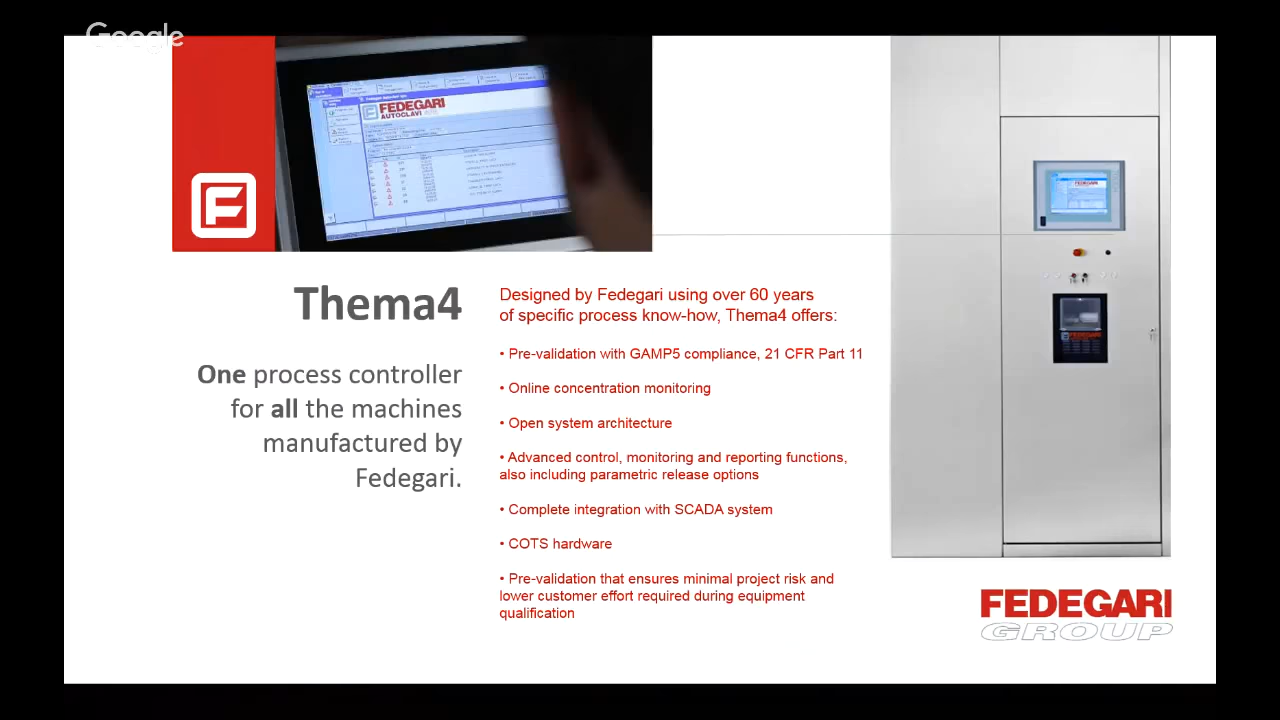 Google
FEDEGARI
AUTOCLAVI
FEDEGARI
F
Thema4
One process controller
for all the machines
manufactured by
Fedegari.
Designed by Fedegari using over 60 years
of specific process know-how, Thema4 offers:
• Pre-validation with GAMP5 compliance, 21 CFR Part 11
• Online concentration monitoring
• Open system architecture
• Advanced control, monitoring and reporting functions,
also including parametric release options
• Complete integration with SCADA system
• COTS hardware
• Pre-validation that ensures minimal project risk and
lower customer effort required during equipment
qualification
FEDEGARI
FEDEGARI
GROUP